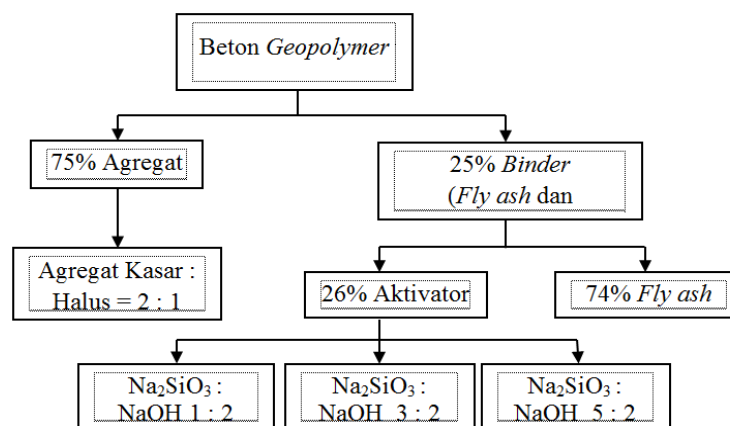 Beton Geopolymer
75% Agregat
25% Binder
(Fly ash dan
Agregat Kasar :
Halus = 2 : 1
26% Aktivator
74% Fly ash
Na₂SiO₃ :
NaOH 1 : 2
Na₂SiO₃ :
NaOH 3 : 2
Na₂SiO₃ :
NaOH 5 : 2